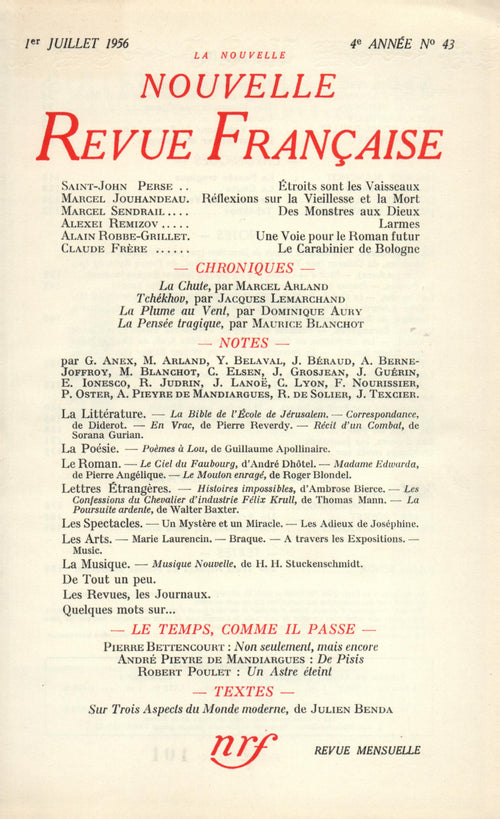 1er JUILLET 1956 4e ANNÉE No 43
LA NOUVELLE
NOUVELLE
REVUE FRANÇAISE
SAINT-JOHN PERSE .. Étroits sont les Vaisseaux
MARCEL JOUHANDEAU. Réflexions sur la Vieillesse et la Mort
MARCEL SENDRAIL .... Des Monstres aux Dieux
ALEXEI REMIZOV ..... Larmes
ALAIN ROBBE-GRILLET. Une Voie pour le Roman futur
CLAUDE FRÈRE ...... Le Carabinier de Bologne
— CHRONIQUES —
La Chute, par MARCEL ARLAND
Tchékhov, par JACQUES LEMARCHAND
La Plume au Vent, par DOMINIQUE AURY
La Pensée tragique, par MAURICE BLANCHOT
— NOTES —
par G. ANEX, M. ARLAND, Y. BELAVAL, J. BÉRAUD, A. BERNE-
JOFFROY, M. BLANCHOT, C. ELSEN, J. GROSJEAN, J. GUÉRIN,
E. IONESCO, R. JUDRIN, J. LANOË, C. LYON, F. NOURISSIER,
P. OSTER, A. PIEYRE DE MANDIARGUES, R. DE SOLIER, J. TEXCIER.
La Littérature. — La Bible de l'École de Jérusalem. — Correspondance,
de Diderot. — En Vrac, de Pierre Reverdy. — Récit d'un Combat, de
Sorana Gurian.
La Poésie. — Poèmes à Lou, de Guillaume Apollinaire.
Le Roman. — Le Ciel du Faubourg, d'André Dhôtel. — Madame Edwarda,
de Pierre Angélique. — Le Mouton enragé, de Roger Blondel.
Lettres Étrangères. — Histoires impossibles, d'Ambrose Bierce. — Les
Confessions du Chevalier d'industrie Félix Krull, de Thomas Mann. — La
Poursuite ardente, de Walter Baxter.
Les Spectacles. — Un Mystère et un Miracle. — Les Adieux de Joséphine.
Les Arts. — Marie Laurencin. — Braque. — A travers les Expositions. —
Music.
La Musique. — Musique Nouvelle, de H. H. Stuckenschmidt.
De Tout un peu.
Les Revues, les Journaux.
Quelques mots sur...
— LE TEMPS, COMME IL PASSE —
PIERRE BETTENCOURT : Non seulement, mais encore
ANDRÉ PIEYRE DE MANDIARGUES : De Pisis
ROBERT POULET : Un Astre éteint
— TEXTES —
Sur Trois Aspects du Monde moderne, de JULIEN BENDA
nrf REVUE MENSUELLE